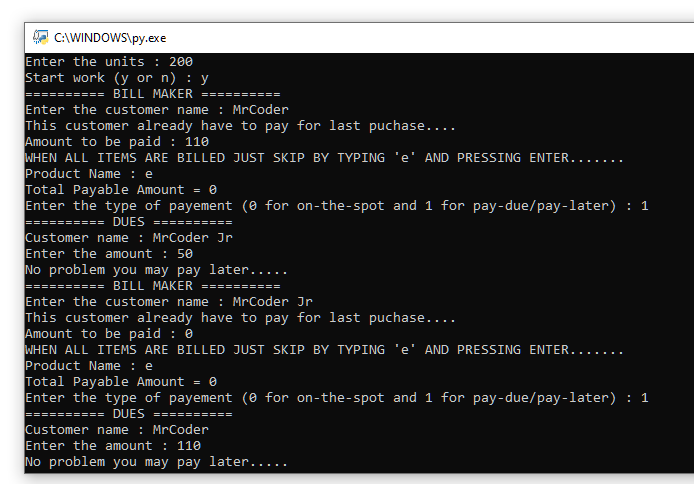 C:\WINDOWS\py.exe
Enter the units : 200
Start work (y or n) : y
========== BILL MAKER ==========
Enter the customer name : MrCoder
This customer already have to pay for last puchase....
Amount to be paid : 110
WHEN ALL ITEMS ARE BILLED JUST SKIP BY TYPING 'e' AND PRESSING ENTER.......
Product Name : e
Total Payable Amount = 0
Enter the type of payement (0 for on-the-spot and 1 for pay-due/pay-later) : 1
========== DUES ==========
Customer name : MrCoder Jr
Enter the amount : 50
No problem you may pay later.....
========== BILL MAKER ==========
Enter the customer name : MrCoder Jr
This customer already have to pay for last puchase....
Amount to be paid : 0
WHEN ALL ITEMS ARE BILLED JUST SKIP BY TYPING 'e' AND PRESSING ENTER.......
Product Name : e
Total Payable Amount = 0
Enter the type of payement (0 for on-the-spot and 1 for pay-due/pay-later) : 1
========== DUES ==========
Customer name : MrCoder
Enter the amount : 110
No problem you may pay later.....